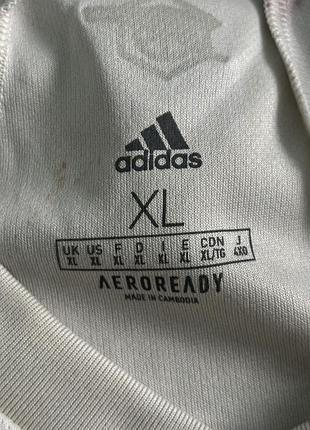 adidas
XL
UK US F D I E CDN J
XL XL XL XL XL XL XL/TG 4XO
AEROREADY
MADE IN CAMBODIA